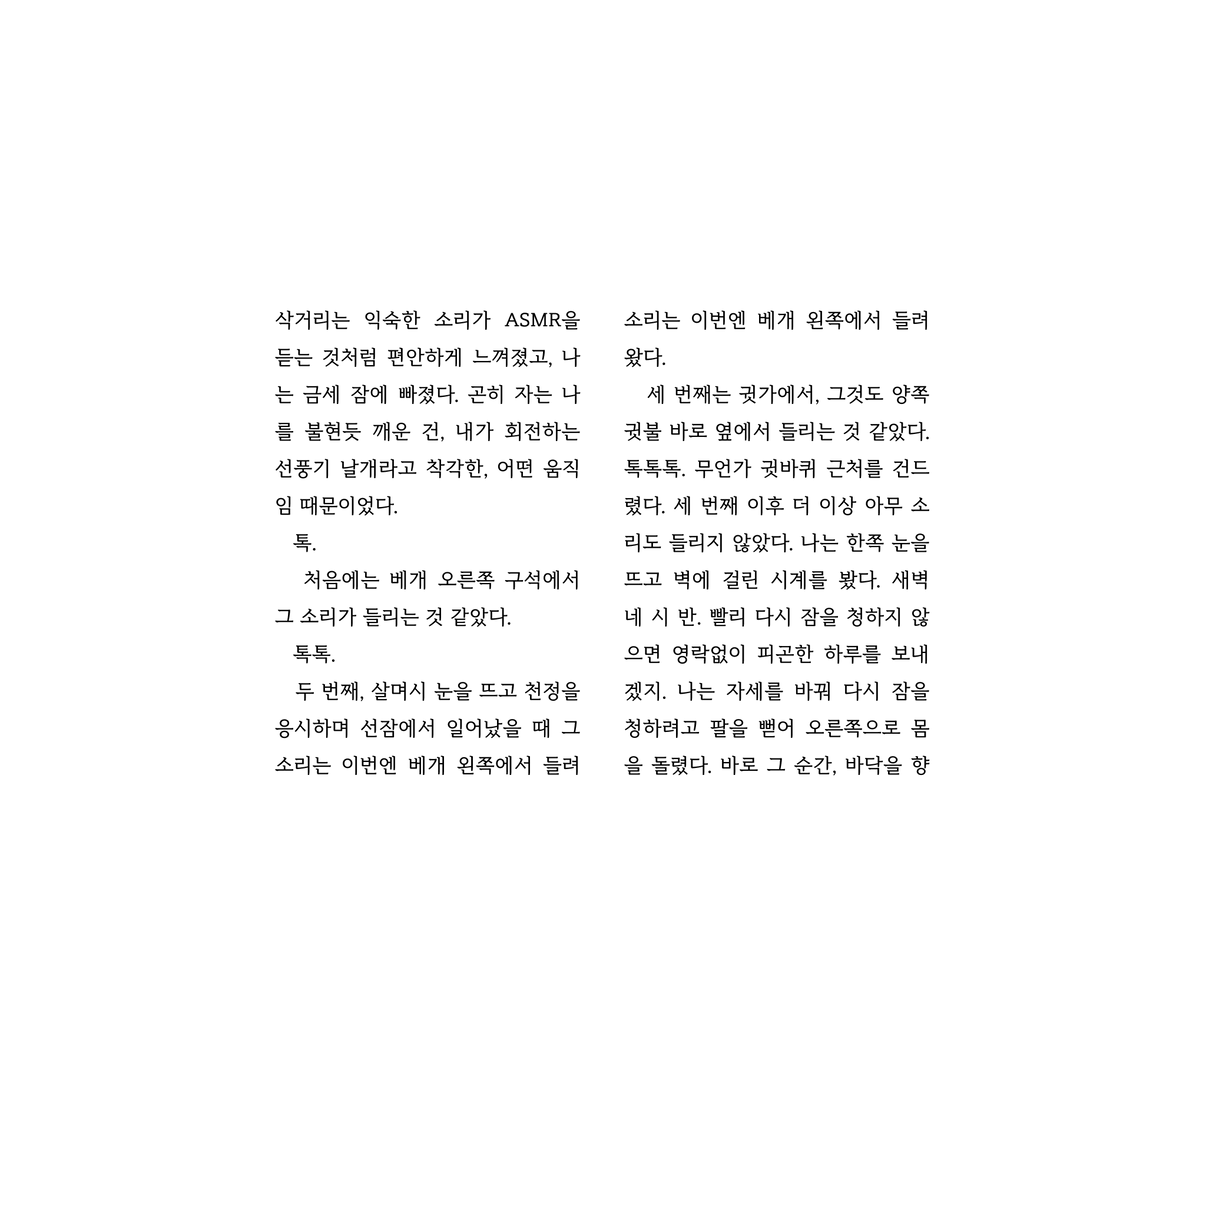 삭거리는 익숙한 소리가 ASMR을
듣는 것처럼 편안하게 느껴졌고, 나
는 금세 잠에 빠졌다. 곤히 자는 나
를 불현듯 깨운 건, 내가 회전하는
선풍기 날개라고 착각한, 어떤 움직
임 때문이었다.
톡.
처음에는 베개 오른쪽 구석에서
그 소리가 들리는 것 같았다.
톡톡.
두 번째, 살며시 눈을 뜨고 천정을
응시하며 선잠에서 일어났을 때 그
소리는 이번엔 베개 왼쪽에서 들려
소리는 이번엔 베개 왼쪽에서 들려
왔다.
세 번째는 귓가에서, 그것도 양쪽
귓불 바로 옆에서 들리는 것 같았다.
톡톡톡. 무언가 귓바퀴 근처를 건드
렸다. 세 번째 이후 더 이상 아무 소
리도 들리지 않았다. 나는 한쪽 눈을
뜨고 벽에 걸린 시계를 봤다. 새벽
네 시 반. 빨리 다시 잠을 청하지 않
으면 영락없이 피곤한 하루를 보내
겠지. 나는 자세를 바꿔 다시 잠을
청하려고 팔을 뻗어 오른쪽으로 몸
을 돌렸다. 바로 그 순간, 바닥을 향